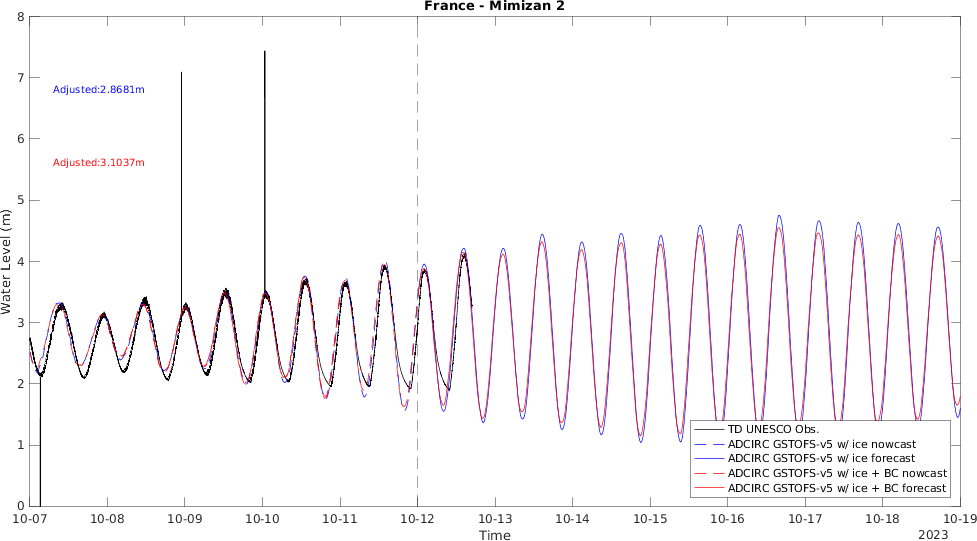 France - Mimizan 2
8
7
6
5
4
3
2
1
0
Water Level (m)
Adjusted:2.8681m
Adjusted:3.1037m
TD UNESCO Obs.
ADCIRC GSTOFS-v5 w/ ice nowcast
ADCIRC GSTOFS-v5 w/ ice forecast
ADCIRC GSTOFS-v5 w/ ice + BC nowcast
ADCIRC GSTOFS-v5 w/ ice + BC forecast
10-07 10-08 10-09 10-10 10-11 10-12 10-13 10-14 10-15 10-16 10-17 10-18 10-19
Time
2023